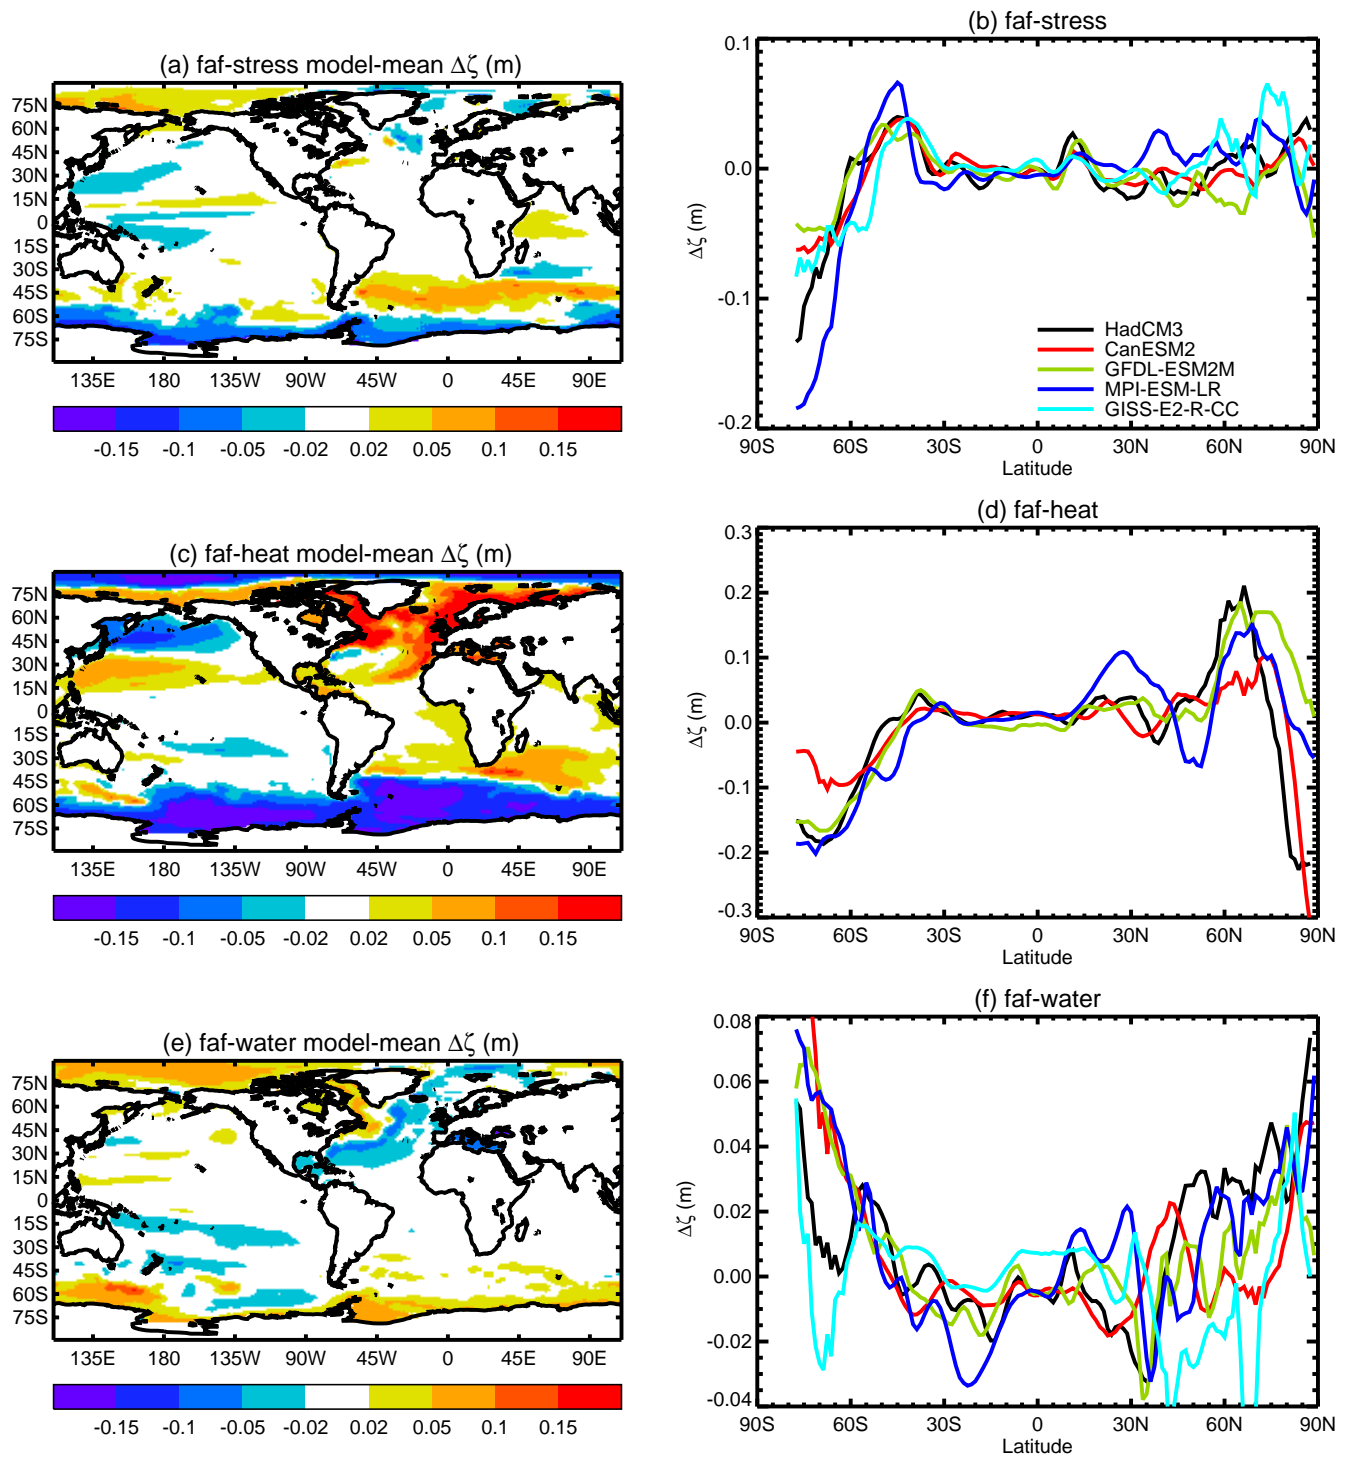 (a) faf-stress model-mean Δζ (m)
75N
60N
45N
30N
15N
0
15S
30S
45S
60S
75S
135E 180 135W 90W 45W 0 45E 90E
-0.15 -0.1 -0.05 -0.02 0.02 0.05 0.1 0.15
(b) faf-stress
0.1
0.0
-0.1
-0.2
Δζ (m)
HadCM3
CanESM2
GFDL-ESM2M
MPI-ESM-LR
GISS-E2-R-CC
90S 60S 30S 0 30N 60N 90N
Latitude
(c) faf-heat model-mean Δζ (m)
75N
60N
45N
30N
15N
0
15S
30S
45S
60S
75S
135E 180 135W 90W 45W 0 45E 90E
-0.15 -0.1 -0.05 -0.02 0.02 0.05 0.1 0.15
(d) faf-heat
0.3
0.2
0.1
0.0
-0.1
-0.2
-0.3
Δζ (m)
90S 60S 30S 0 30N 60N 90N
Latitude
(e) faf-water model-mean Δζ (m)
75N
60N
45N
30N
15N
0
15S
30S
45S
60S
75S
135E 180 135W 90W 45W 0 45E 90E
-0.15 -0.1 -0.05 -0.02 0.02 0.05 0.1 0.15
(f) faf-water
0.08
0.06
0.04
0.02
0.00
-0.02
-0.04
Δζ (m)
90S 60S 30S 0 30N 60N 90N
Latitude